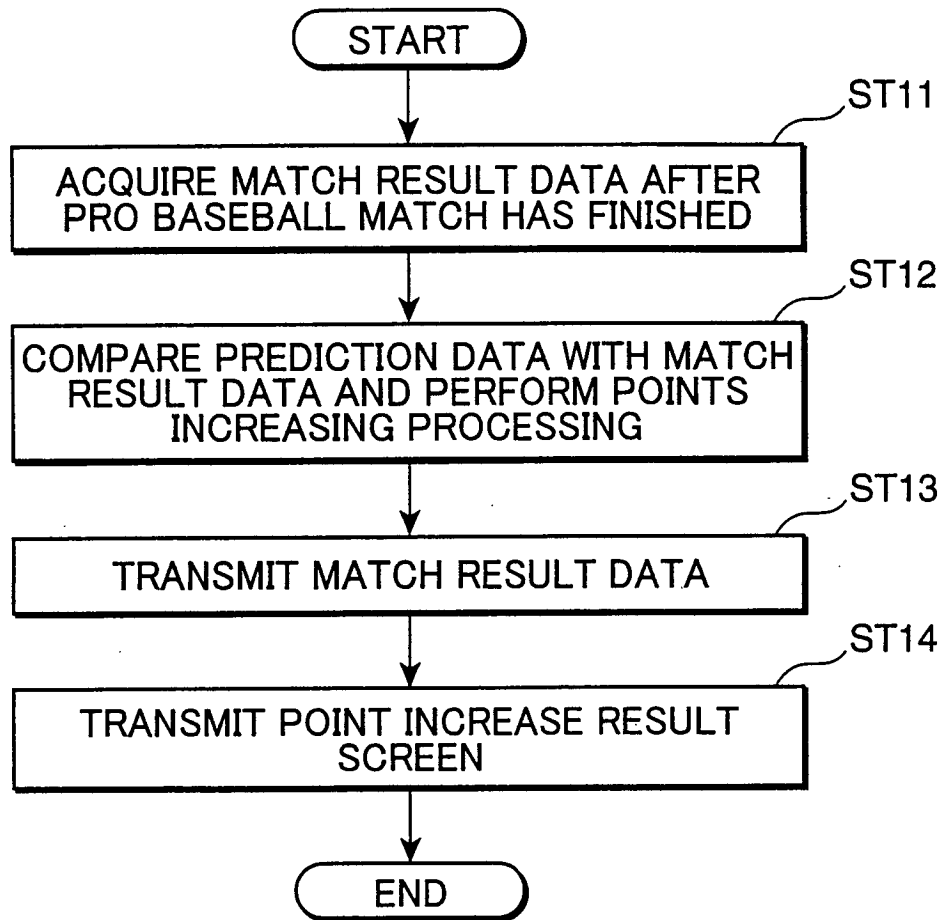 START
ST11
ACQUIRE MATCH RESULT DATA AFTER
PRO BASEBALL MATCH HAS FINISHED
ST12
COMPARE PREDICTION DATA WITH MATCH
RESULT DATA AND PERFORM POINTS
INCREASING PROCESSING
ST13
TRANSMIT MATCH RESULT DATA
ST14
TRANSMIT POINT INCREASE RESULT
SCREEN
END